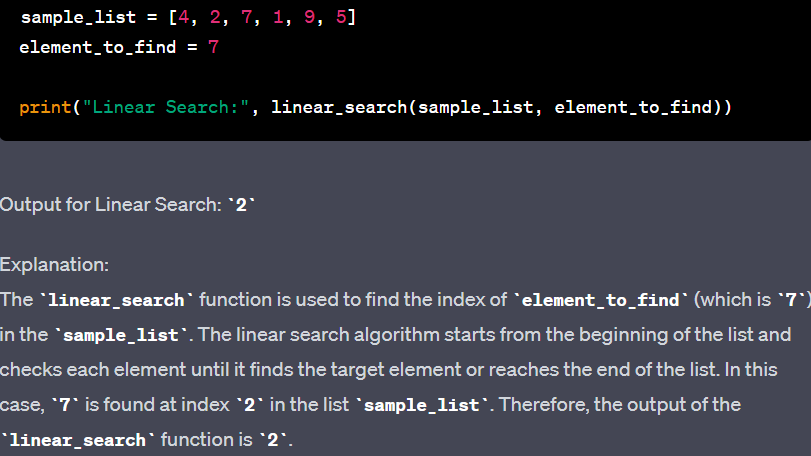 sample_list = [4, 2, 7, 1, 9, 5]
element_to_find = 7
print("Linear Search:", linear_search(sample_list, element_to_find))
Output for Linear Search: `2`
Explanation:
The `linear_search` function is used to find the index of `element_to_find` (which is `7`)
in the `sample_list`. The linear search algorithm starts from the beginning of the list and
checks each element until it finds the target element or reaches the end of the list. In this
case, `7` is found at index `2` in the list `sample_list`. Therefore, the output of the
`linear_search` function is `2`.